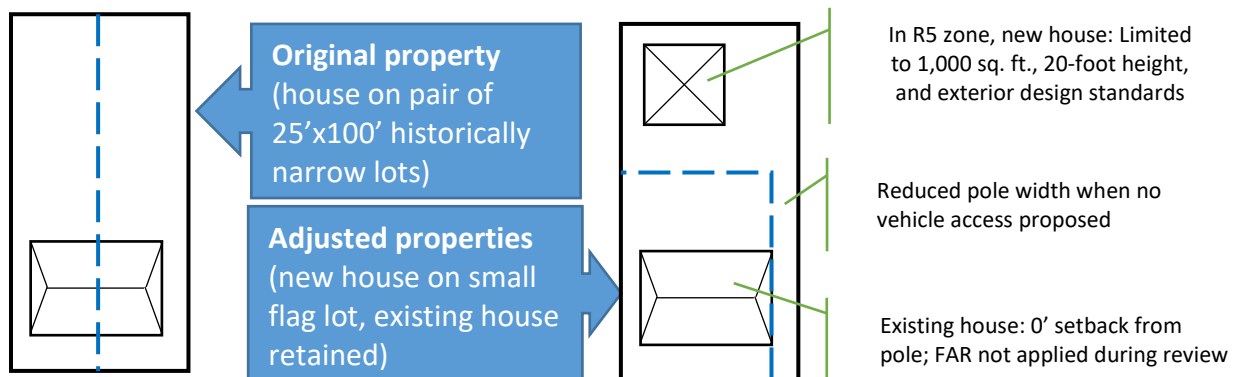 Original property
(house on pair of
25’x100’ historically
narrow lots)
Adjusted properties
(new house on small
flag lot, existing house
retained)
In R5 zone, new house: Limited
to 1,000 sq. ft., 20-foot height,
and exterior design standards
Reduced pole width when no
vehicle access proposed
Existing house: 0’ setback from
pole; FAR not applied during review